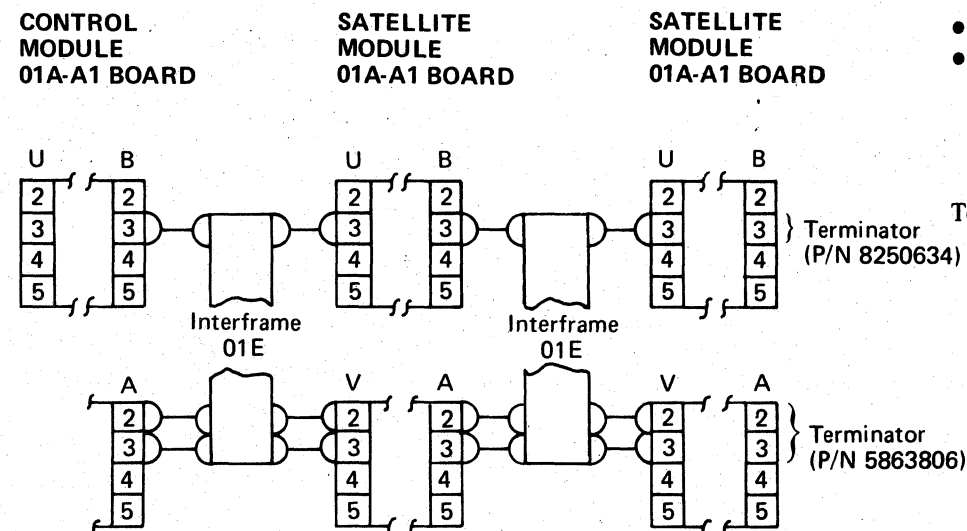 CONTROL MODULE 01A-A1 BOARD
SATELLITE MODULE 01A-A1 BOARD
SATELLITE MODULE 01A-A1 BOARD
U B U B U B
2 2 2 2 2 2
3 3 3 3 3 3 Terminator
4 4 4 4 4 4 (P/N 8250634)
5 5 5 5 5 5
Interframe 01E
Interframe 01E
A V A V A
2 2 2 2 2
3 3 3 3 3 Terminator
4 4 4 4 4 (P/N 5863806)
5 5 5 5 5